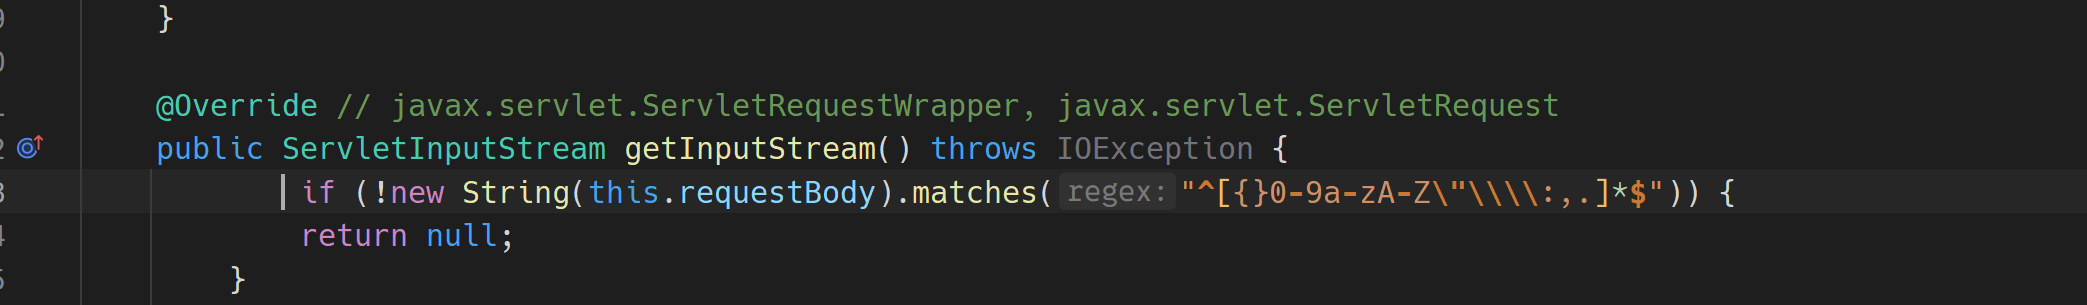 }
@Override // javax.servlet.ServletRequestWrapper, javax.servlet.ServletRequest
public ServletInputStream getInputStream() throws IOException {
if (!new String(this.requestBody).matches( regex: "^[{}0-9a-zA-Z\"\\\\:,.]*$")) {
return null;
}